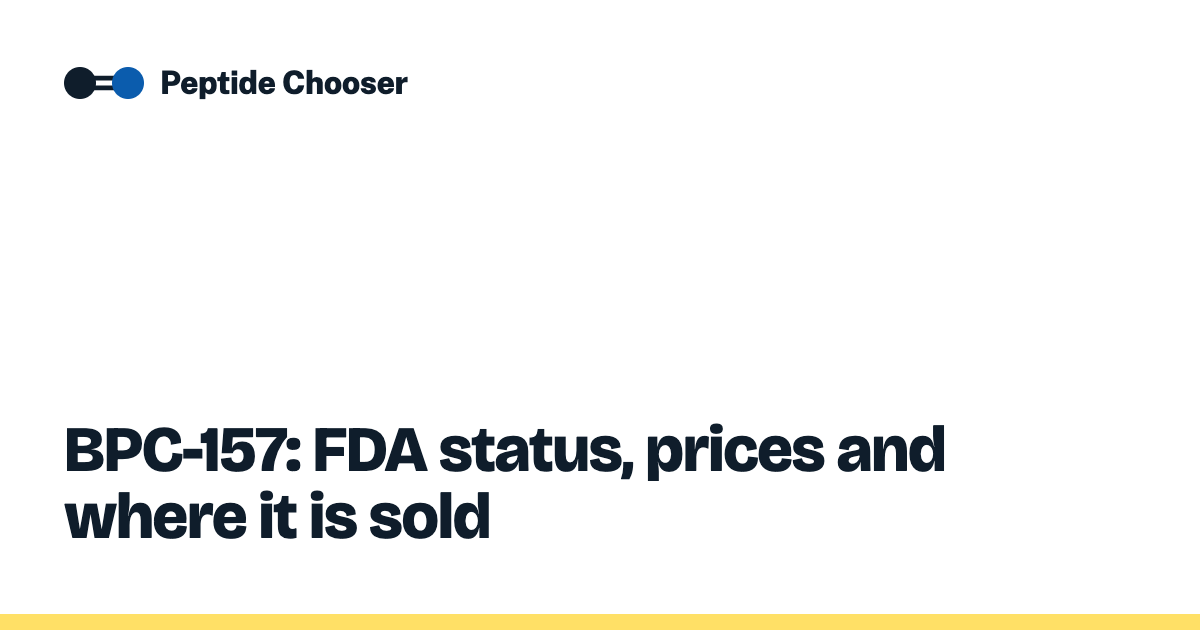 Peptide Chooser
BPC-157: FDA status, prices and
where it is sold